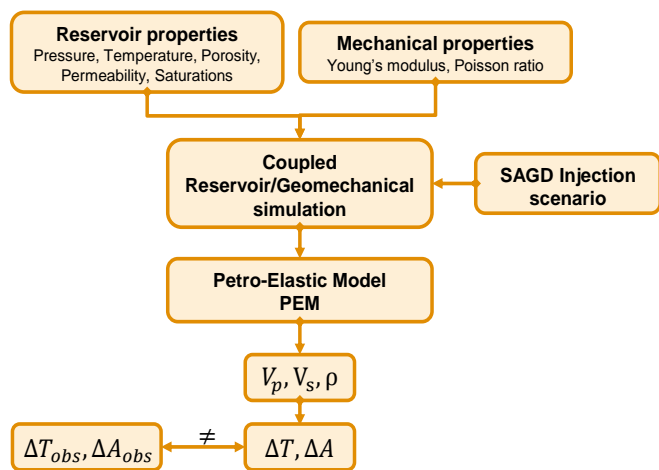 Reservoir properties
Pressure, Temperature, Porosity,
Permeability, Saturations
Mechanical properties
Young's modulus, Poisson ratio
Coupled
Reservoir/Geomechanical
simulation
SAGD Injection
scenario
Petro-Elastic Model
PEM
V_p, V_s, ρ
ΔT_obs, ΔA_obs
≠
ΔT, ΔA